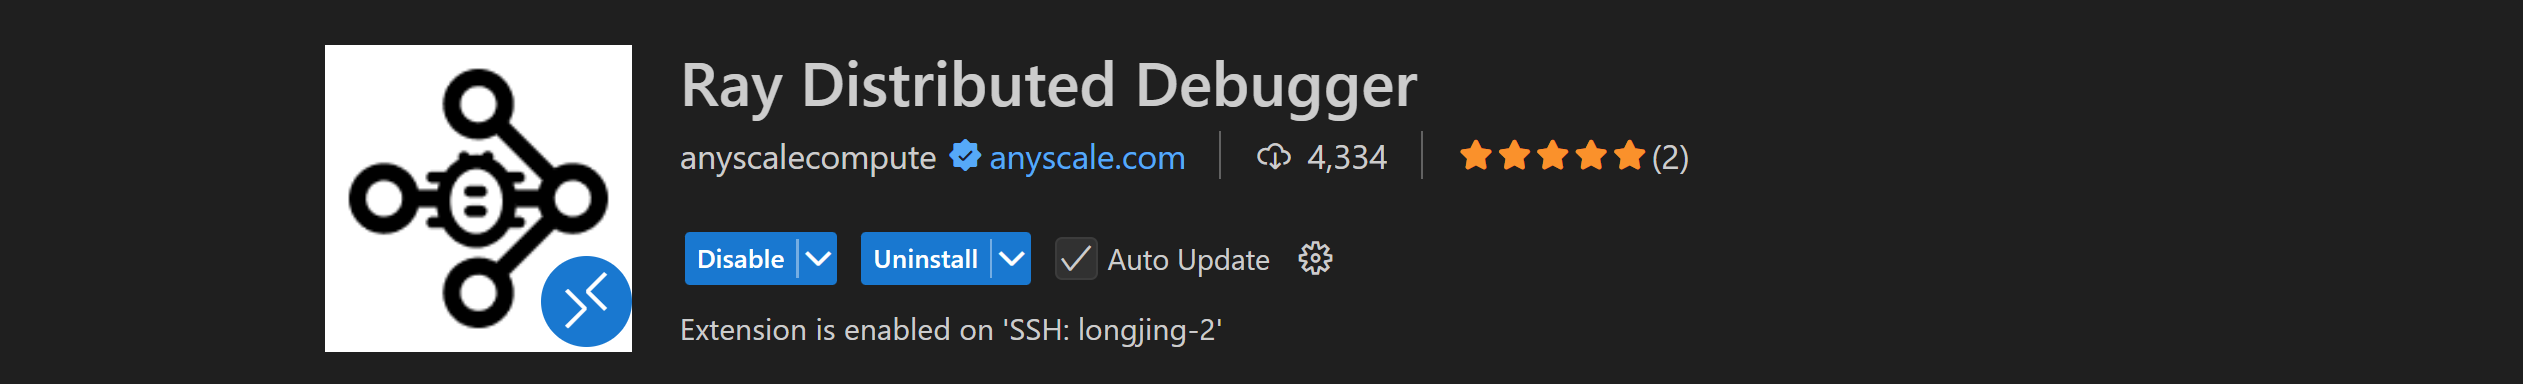 Ray Distributed Debugger
anyscalecompute anyscale.com 4,334 (2)
Disable Uninstall Auto Update
Extension is enabled on 'SSH: longjing-2'